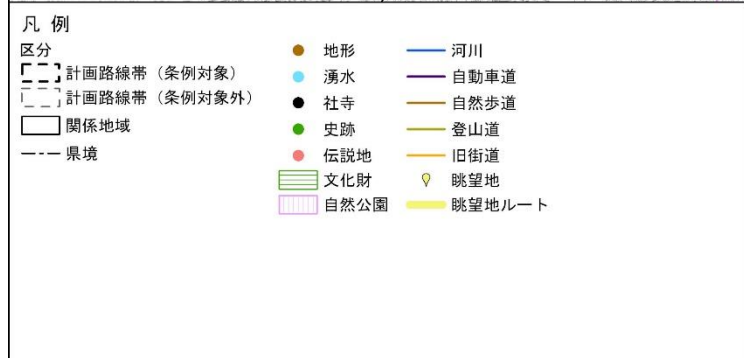 凡 例
区分
計画路線帯（条例対象）
計画路線帯（条例対象外）
関係地域
県境
地形
湧水
社寺
史跡
伝説地
文化財
自然公園
河川
自動車道
自然歩道
登山道
旧街道
眺望地
眺望地ルート